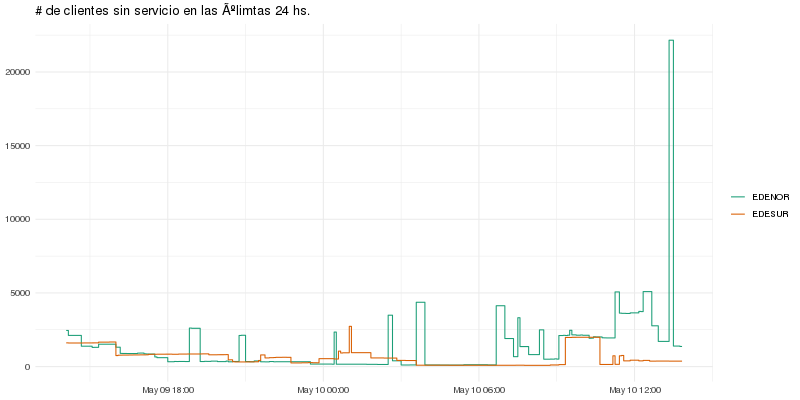 # de clientes sin servicio en las Ãºlimtas 24 hs.
20000
15000
10000
5000
0
May 09 18:00
May 10 00:00
May 10 06:00
May 10 12:00
EDENOR
EDESUR